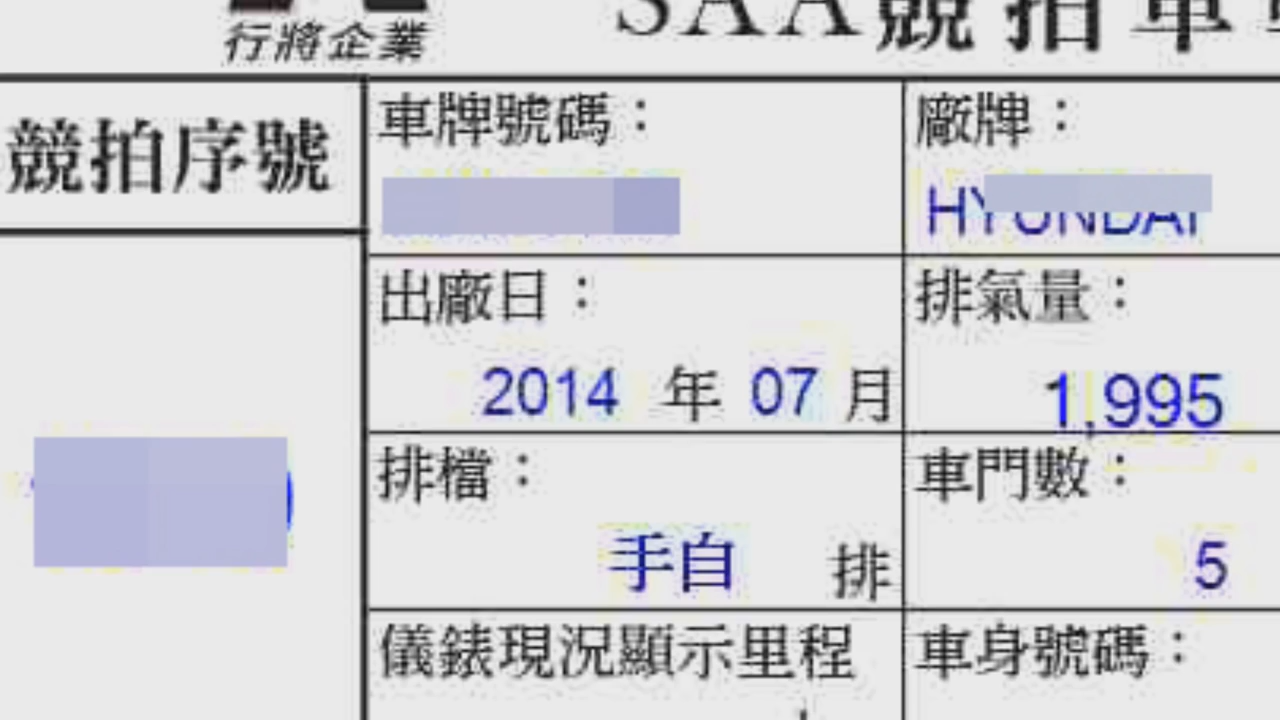 行將企業
SAA競拍車
競拍序號
車牌號碼：
廠牌：
HYUNDAI
出廠日：
2014 年 07 月
排氣量：
1,995
排檔：
手自 排
車門數：
5
儀錶現況顯示里程
車身號碼：